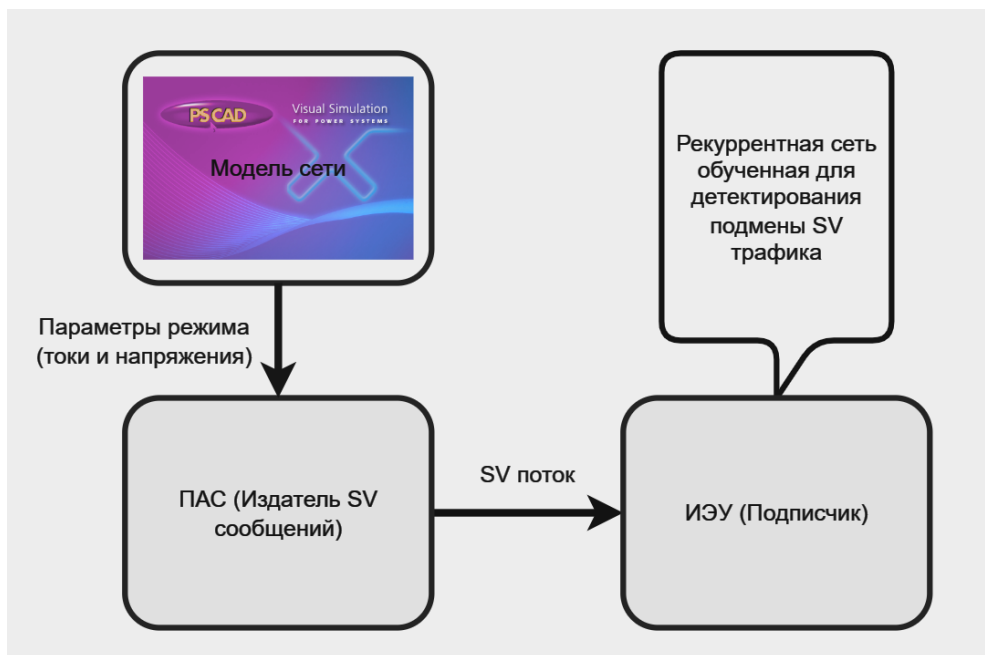 PSCAD
Visual Simulation
FOR POWER SYSTEMS
Модель сети
Рекуррентная сеть
обученная для
детектирования
подмены SV
трафика
Параметры режима
(токи и напряжения)
ПАС (Издатель SV
сообщений)
SV поток
ИЭУ (Подписчик)